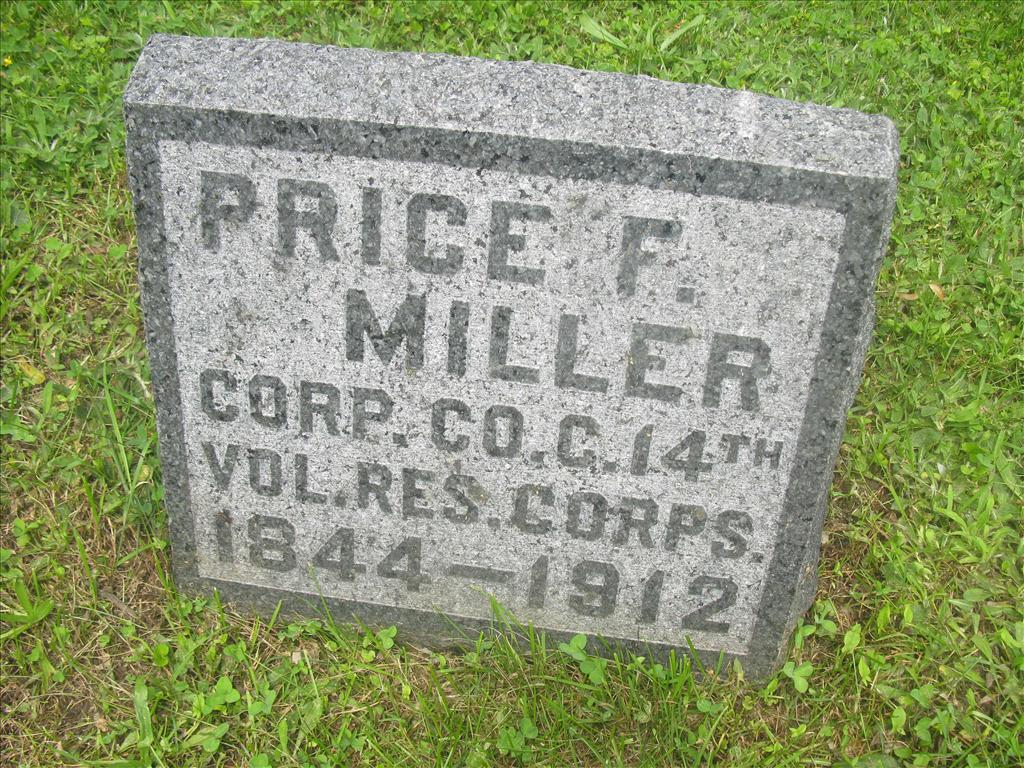 PRICE F.
MILLER
CORP. CO. C. 14TH
VOL. RES. CORPS.
1844 — 1912